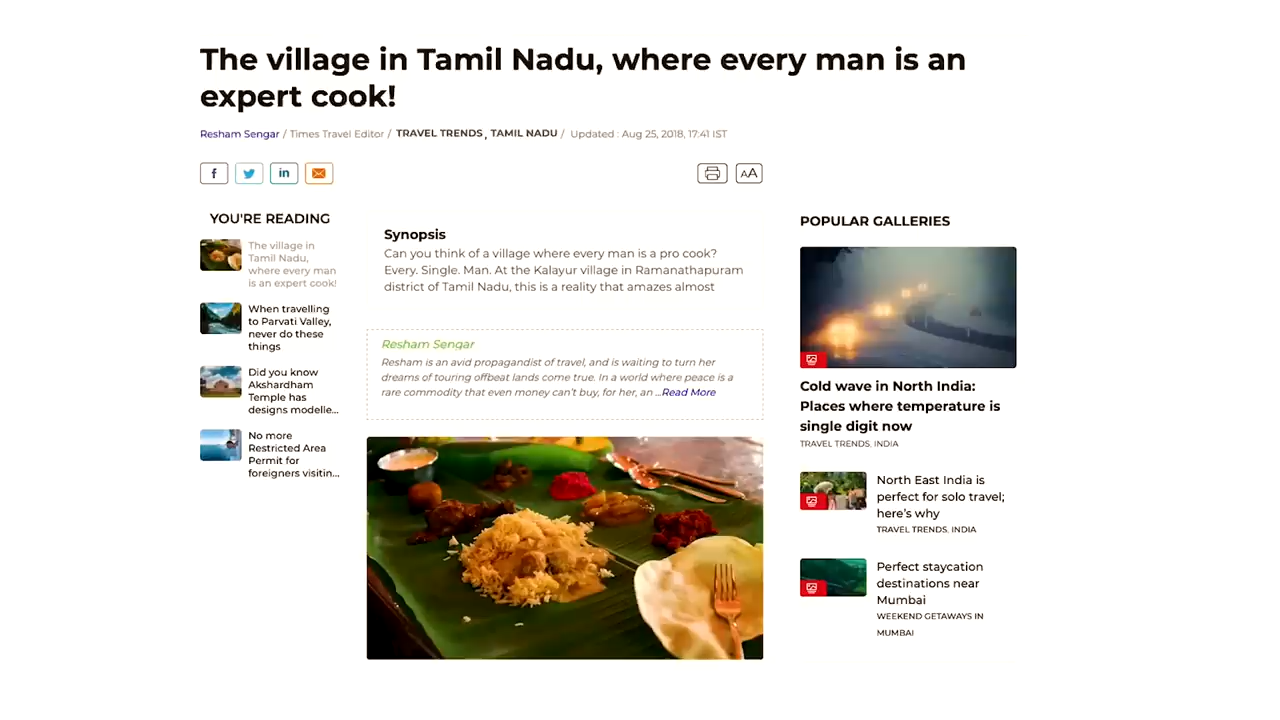 The village in Tamil Nadu, where every man is an
expert cook!
Resham Sengar / Times Travel Editor / TRAVEL TRENDS, TAMIL NADU / Updated : Aug 25, 2018, 17:41 IST
f
in
AA
YOU'RE READING
The village in
Tamil Nadu,
where every man
is an expert cook!
When travelling
to Parvati Valley,
never do these
things
Did you know
Akshardham
Temple has
designs modelle...
No more
Restricted Area
Permit for
foreigners visitin...
Synopsis
Can you think of a village where every man is a pro cook?
Every. Single. Man. At the Kalayur village in Ramanathapuram
district of Tamil Nadu, this is a reality that amazes almost
Resham Sengar
Resham is an avid propagandist of travel, and is waiting to turn her
dreams of touring offbeat lands come true. In a world where peace is a
rare commodity that even money can't buy, for her, an ...Read More
POPULAR GALLERIES
Cold wave in North India:
Places where temperature is
single digit now
TRAVEL TRENDS, INDIA
North East India is
perfect for solo travel;
here's why
TRAVEL TRENDS, INDIA
Perfect staycation
destinations near
Mumbai
WEEKEND GETAWAYS IN
MUMBAI